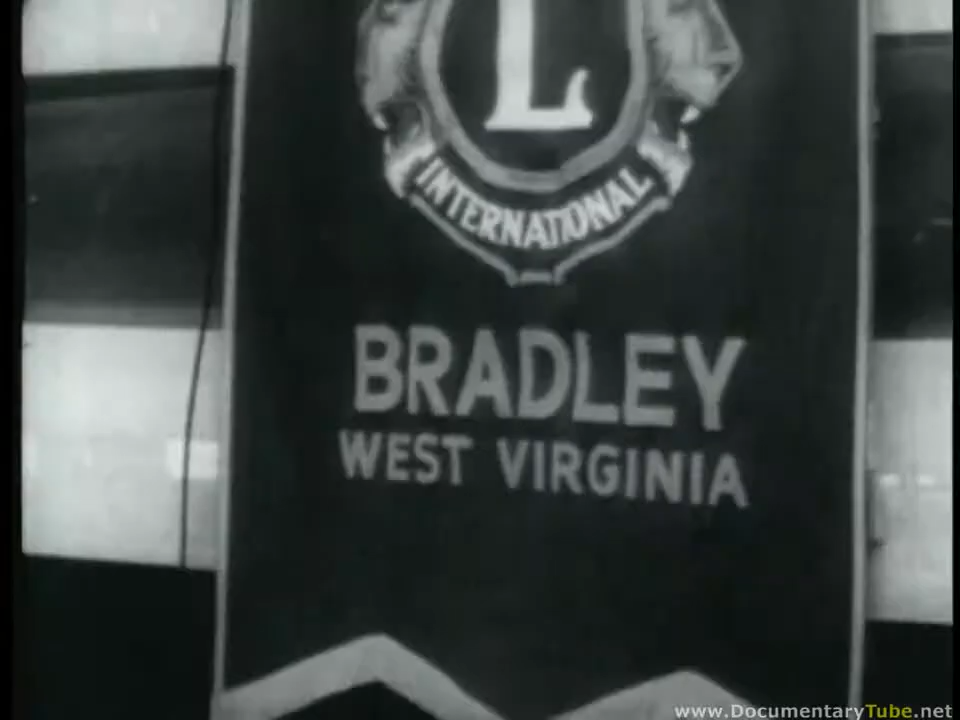 L
INTERNATIONAL
BRADLEY
WEST VIRGINIA
www.DocumentaryTube.net